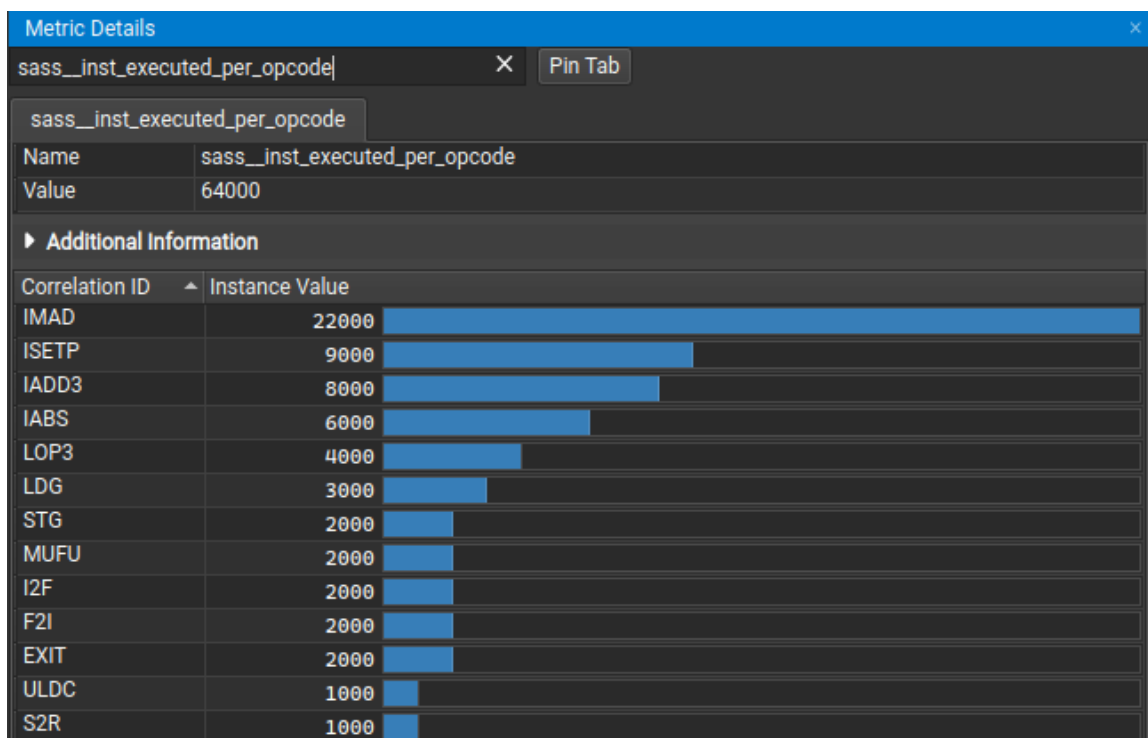 Metric Details
sass__inst_executed_per_opcode
Pin Tab
sass__inst_executed_per_opcode
Name sass__inst_executed_per_opcode
Value 64000
Additional Information
Correlation ID Instance Value
IMAD 22000
ISETP 9000
IADD3 8000
IABS 6000
LOP3 4000
LDG 3000
STG 2000
MUFU 2000
I2F 2000
F2I 2000
EXIT 2000
ULDC 1000
S2R 1000